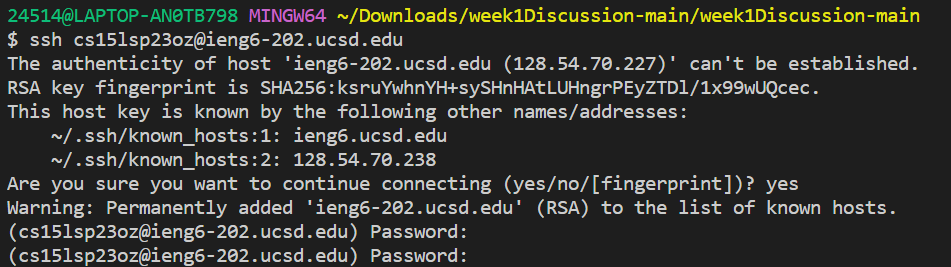 24514@LAPTOP-AN0TB798 MINGW64 ~/Downloads/week1Discussion-main/week1Discussion-main
$ ssh cs15lsp23oz@ieng6-202.ucsd.edu
The authenticity of host 'ieng6-202.ucsd.edu (128.54.70.227)' can't be established.
RSA key fingerprint is SHA256:ksruYwhnYH+sySHnHAtLUHngrPEyZTDl/1x99wUQcec.
This host key is known by the following other names/addresses:
    ~/.ssh/known_hosts:1: ieng6.ucsd.edu
    ~/.ssh/known_hosts:2: 128.54.70.238
Are you sure you want to continue connecting (yes/no/[fingerprint])? yes
Warning: Permanently added 'ieng6-202.ucsd.edu' (RSA) to the list of known hosts.
(cs15lsp23oz@ieng6-202.ucsd.edu) Password:
(cs15lsp23oz@ieng6-202.ucsd.edu) Password: